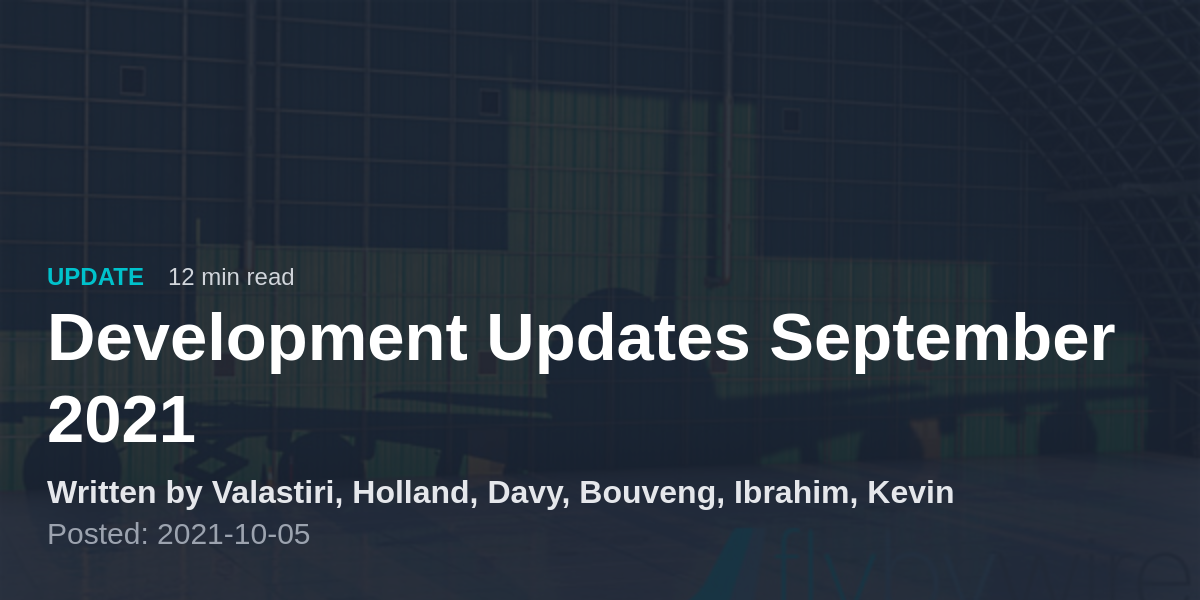 UPDATE 12 min read
Development Updates September
2021
Written by Valastiri, Holland, Davy, Bouveng, Ibrahim, Kevin
Posted: 2021-10-05
flybywire